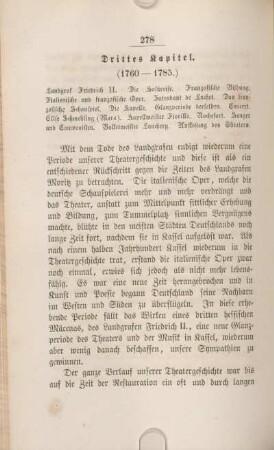 278
Drittes Kapitel.
(1760—1785.)
Landgraf Friedrich II. Die Hofkreise. Französische Bildung.
Italienische und französische Oper. Intendant de Luchet. Das fran-
zösische Schauspiel. Die Kapelle. Glanzperiode derselben. Concert
Elise Schmehling (Mara). Kapellmeister Fiorillo. Rochefort. Sänger
und Componisten. Balletmeister Lauchery. Auflösung des Theaters.
Mit dem Tode des Landgrafen endigt wiederum eine
Periode unserer Theatergeschichte und diese ist als ein
entschiedener Rückschritt gegen die Zeiten des Landgrafen
Moritz zu betrachten. Die italienische Oper, welche die
deutsche Schauspielerei mehr und mehr verdrängt und
das Theater, statt zum Mittelpunkt allseitiger Erhebung
und Bildung, zum Tummelplatz sinnlichen Vergnügens
machte, blühte in den meisten Städten Deutschlands noch
lange Zeit fort, nachdem sie in Kassel aufgelöst war. Als
nach einem halben Jahrhundert Kassel wiederum in die
Theatergeschichte trat, erstand die italienische Oper zwar
noch einmal, erwies sich jedoch als nicht mehr lebens-
fähig. Es war eine neue Aera hereingebrochen und in
Kunst und Poesie begann Deutschland seine Nachbarn
im Westen und Süden zu überflügeln. In diese erhe-
bende Periode fällt das Wirken eines dritten hessischen
Mäcenas, des Landgrafen Friedrich II., eine neue Glanz-
periode des Theaters und der Musik in Kassel, wiederum
aber wenig danach beschaffen, unsere Sympathien zu
gewinnen.
Der ganze Verlauf unserer Theatergeschichte war bis
auf die Zeit der Restauration ein oft und durch langen